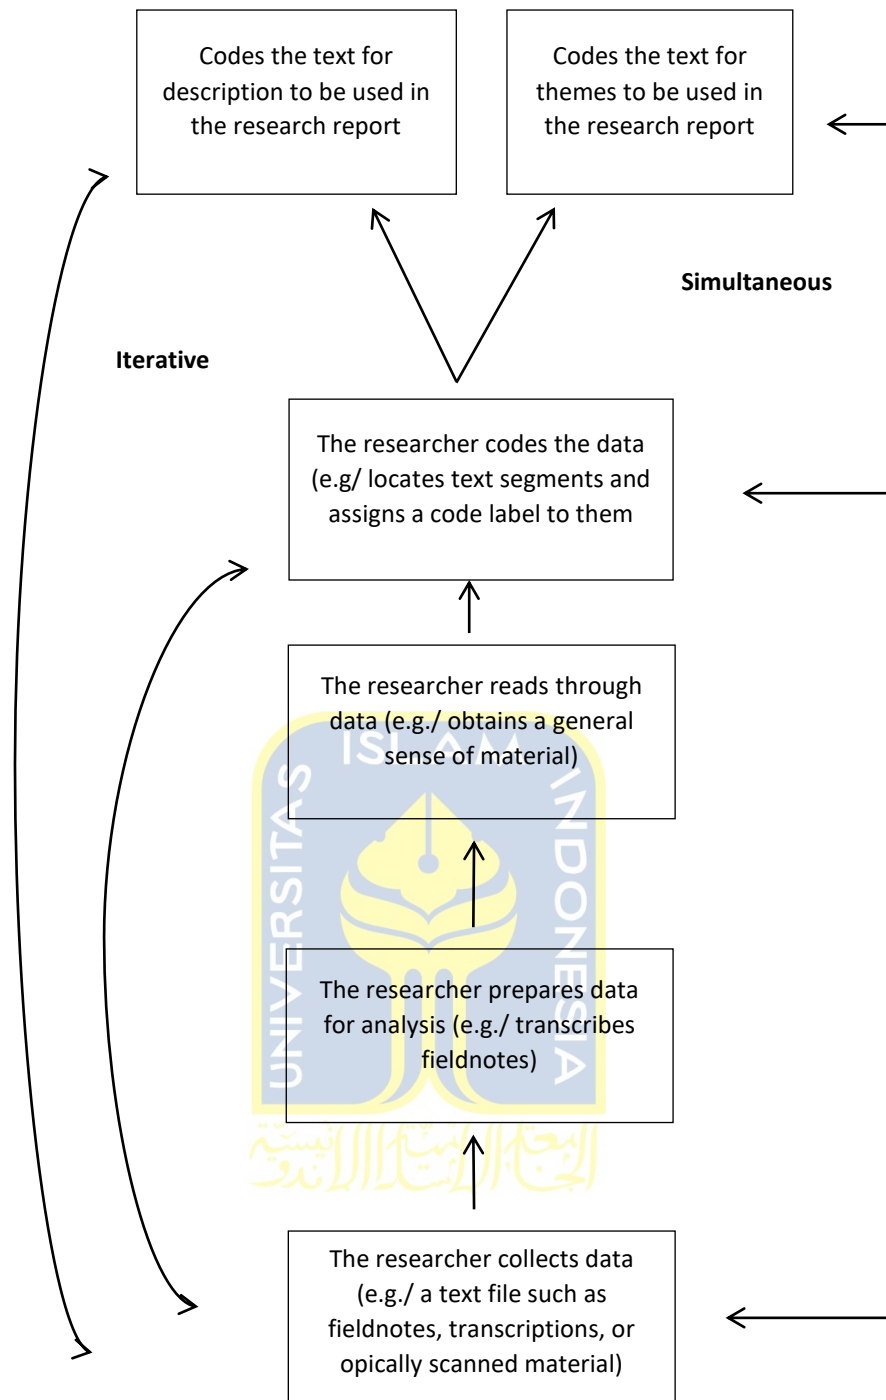 Codes the text for
description to be used in
the research report
Codes the text for
themes to be used in
the research report
Simultaneous
Iterative
The researcher codes the data
(e.g/ locates text segments and
assigns a code label to them
The researcher reads through
data (e.g./ obtains a general
sense of material)
UNIVERSITAS
ISLAM
INDONESIA
The researcher prepares data
for analysis (e.g./ transcribes
fieldnotes)
The researcher collects data
(e.g./ a text file such as
fieldnotes, transcriptions, or
opically scanned material)